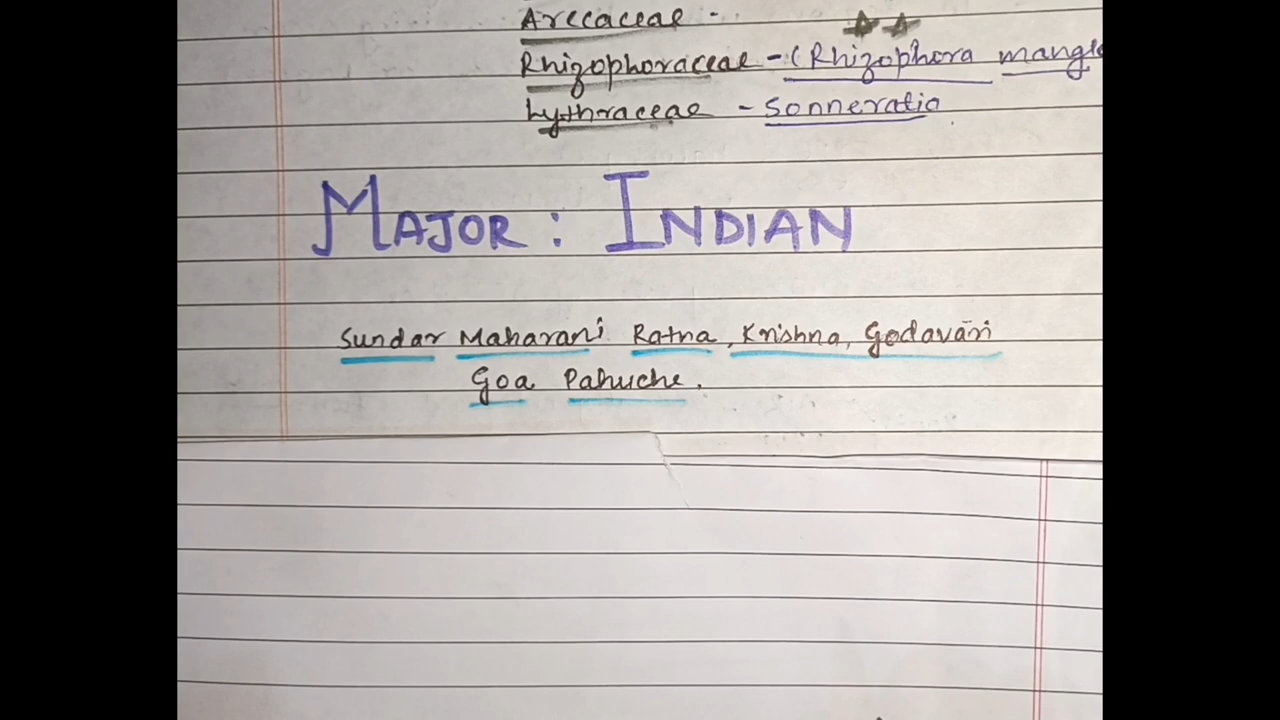 Arecaceae -
Rhizophoraceae - (Rhizophora mangle
Lythraceae - Sonneratia
MAJOR : INDIAN
Sundar Maharani Ratna, Krishna, Godavari
Goa Pahuche.